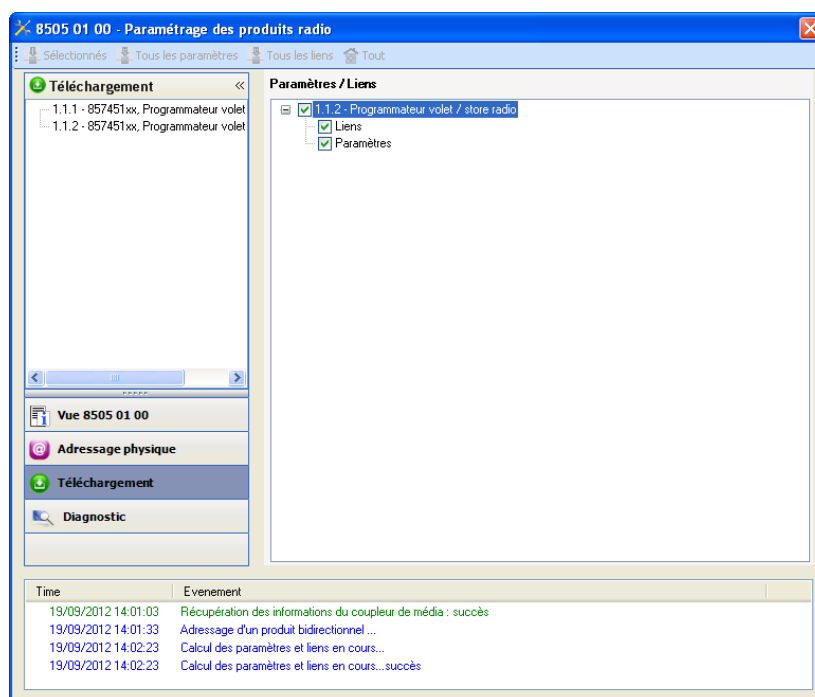 8505 01 00 - Paramétrage des produits radio
Sélectionnés Tous les paramètres Tous les liens Tout
Téléchargement «
1.1.1 - 857451xx, Programmateur volet
1.1.2 - 857451xx, Programmateur volet
Vue 8505 01 00
Adressage physique
Téléchargement
Diagnostic
Paramètres / Liens
1.1.2 - Programmateur volet / store radio
Liens
Paramètres
Time Evenement
19/09/2012 14:01:03 Récupération des informations du coupleur de média : succès
19/09/2012 14:01:33 Adressage d'un produit bidirectionnel ...
19/09/2012 14:02:23 Calcul des paramètres et liens en cours...
19/09/2012 14:02:23 Calcul des paramètres et liens en cours...succès